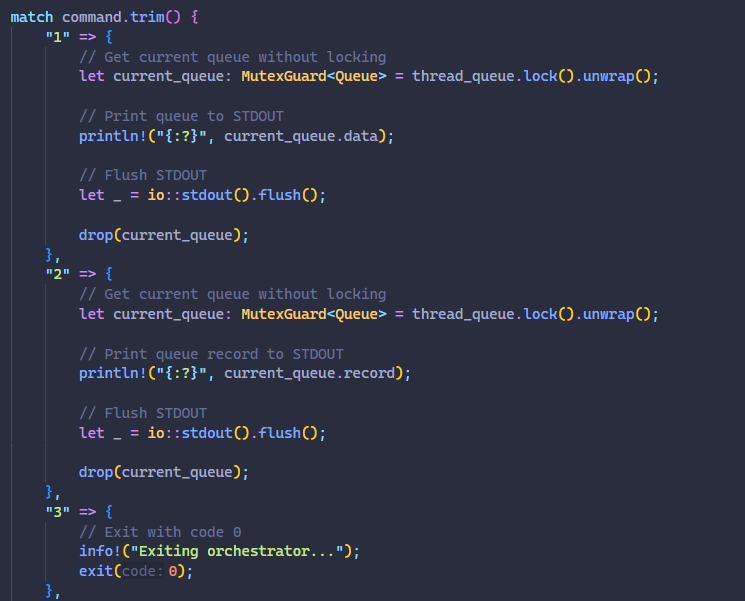 match command.trim() {
    "1" => {
        // Get current queue without locking
        let current_queue: MutexGuard<Queue> = thread_queue.lock().unwrap();

        // Print queue to STDOUT
        println!("{:?}", current_queue.data);

        // Flush STDOUT
        let _ = io::stdout().flush();

        drop(current_queue);
    },
    "2" => {
        // Get current queue without locking
        let current_queue: MutexGuard<Queue> = thread_queue.lock().unwrap();

        // Print queue record to STDOUT
        println!("{:?}", current_queue.record);

        // Flush STDOUT
        let _ = io::stdout().flush();

        drop(current_queue);
    },
    "3" => {
        // Exit with code 0
        info!("Exiting orchestrator...");
        exit(code: 0);
    },